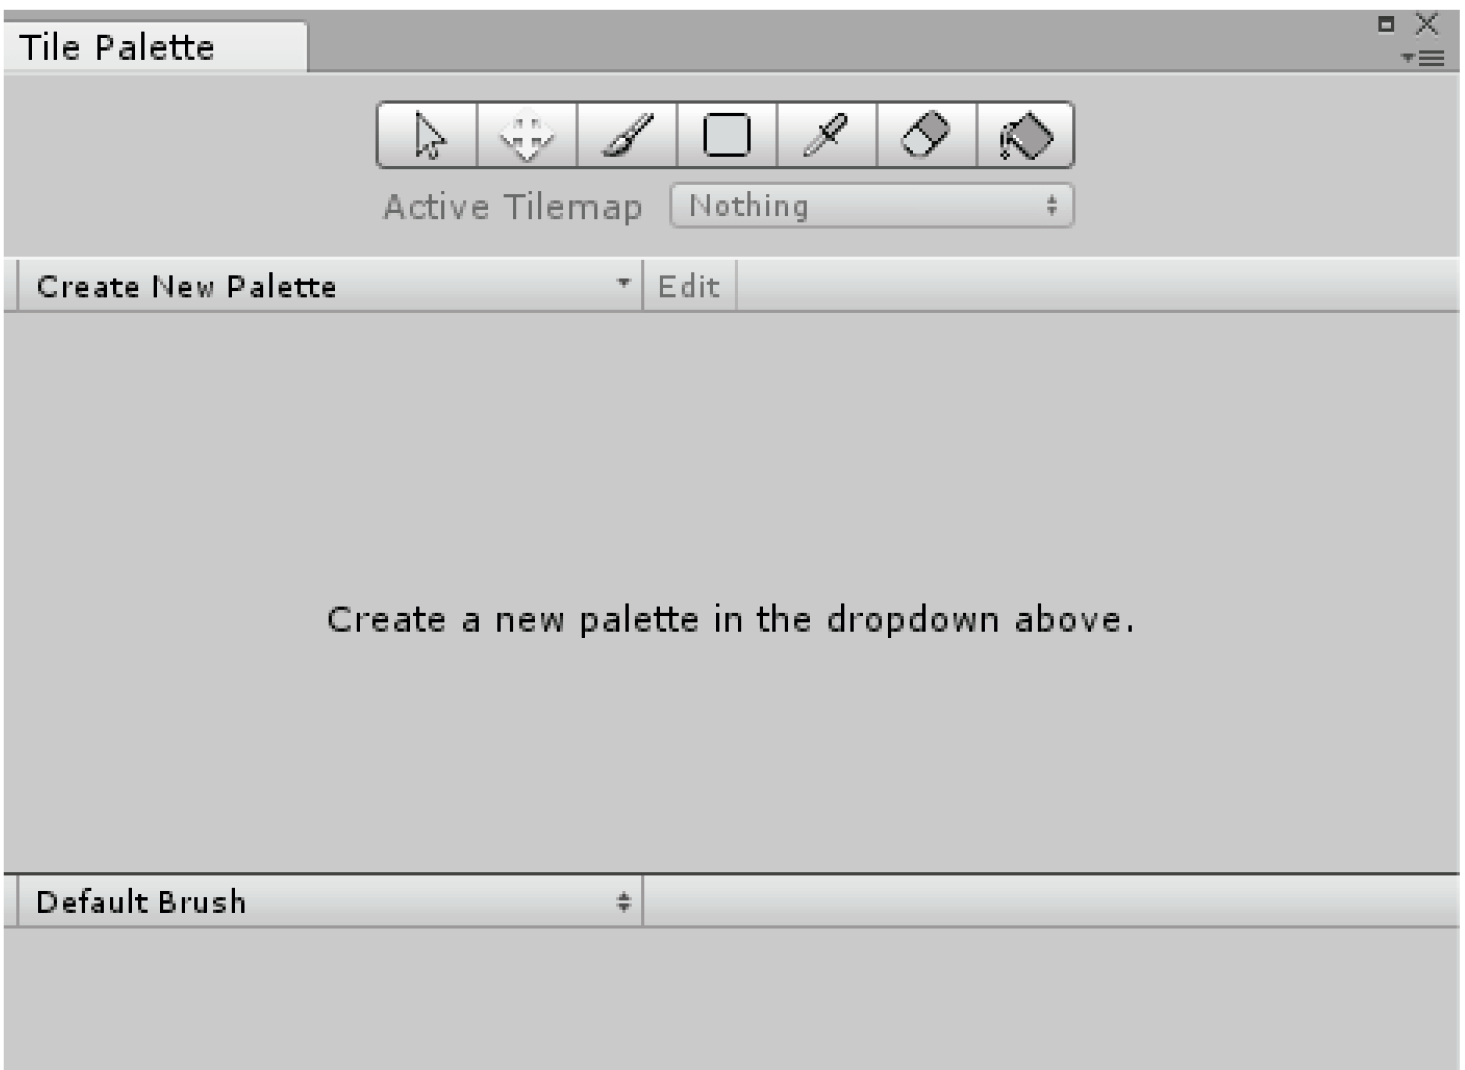 Tile Palette
Active Tilemap Nothing
Create New Palette Edit
Create a new palette in the dropdown above.
Default Brush